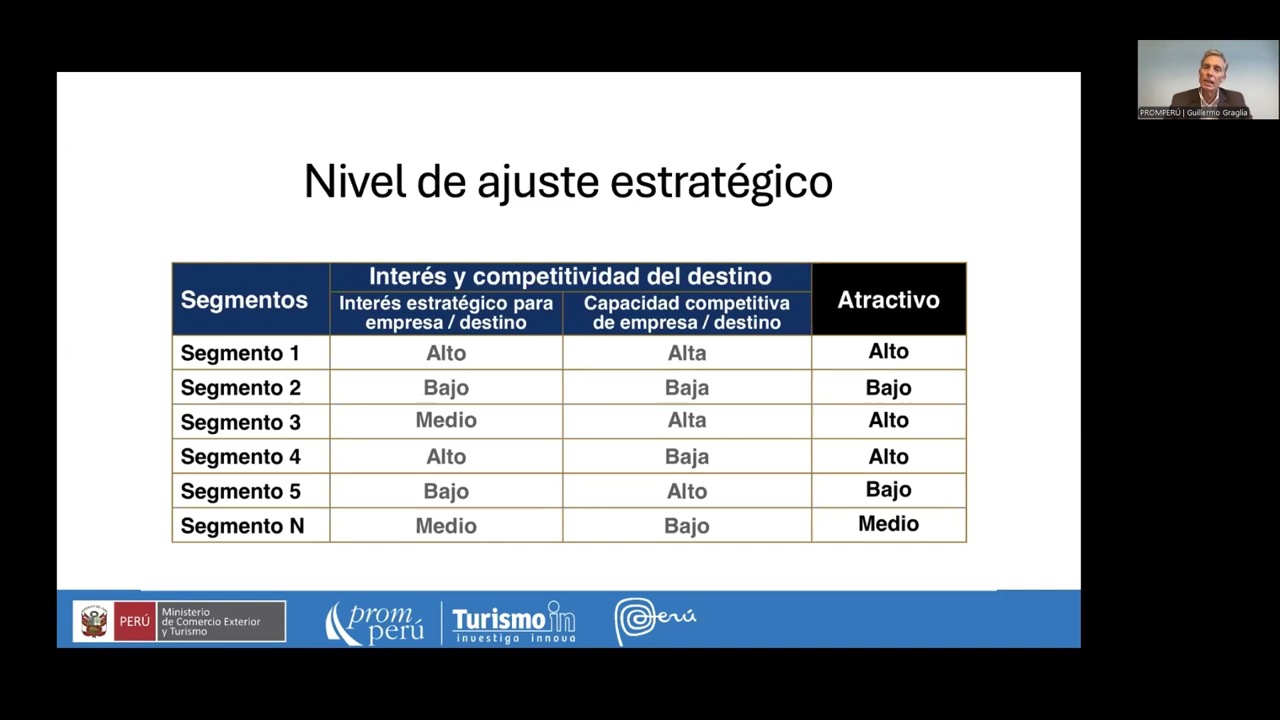 PROMPERÚ | Guillermo Graglia
Nivel de ajuste estratégico
Segmentos
Interés y competitividad del destino
Atractivo
Interés estratégico para
empresa / destino
Capacidad competitiva
de empresa / destino
Segmento 1 Alto Alta Alto
Segmento 2 Bajo Baja Bajo
Segmento 3 Medio Alta Alto
Segmento 4 Alto Baja Alto
Segmento 5 Bajo Alto Bajo
Segmento N Medio Bajo Medio
PERÚ
Ministerio
de Comercio Exterior
y Turismo
prom
perú
Turismo in
investiga innova
Perú